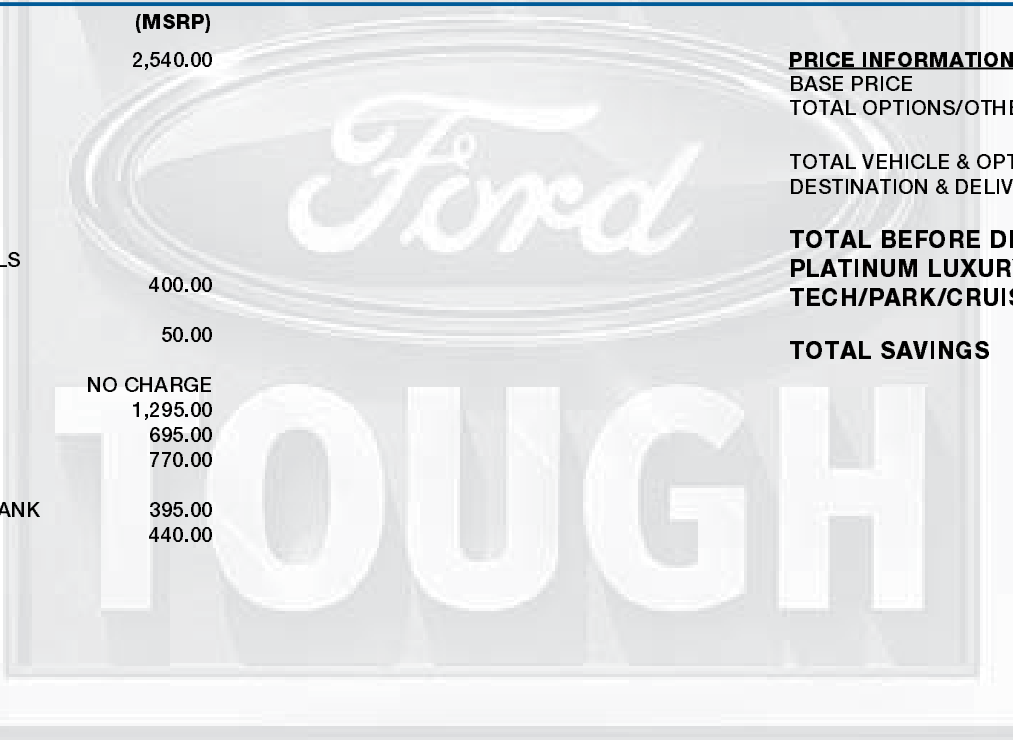 (MSRP)
2,540.00
LS
400.00
50.00
NO CHARGE
1,295.00
695.00
770.00
ANK 395.00
440.00
PRICE INFORMATION
BASE PRICE
TOTAL OPTIONS/OTHE
TOTAL VEHICLE & OPT
DESTINATION & DELIV
TOTAL BEFORE DI
PLATINUM LUXURY
TECH/PARK/CRUIS
TOTAL SAVINGS
Ford
TOUGH